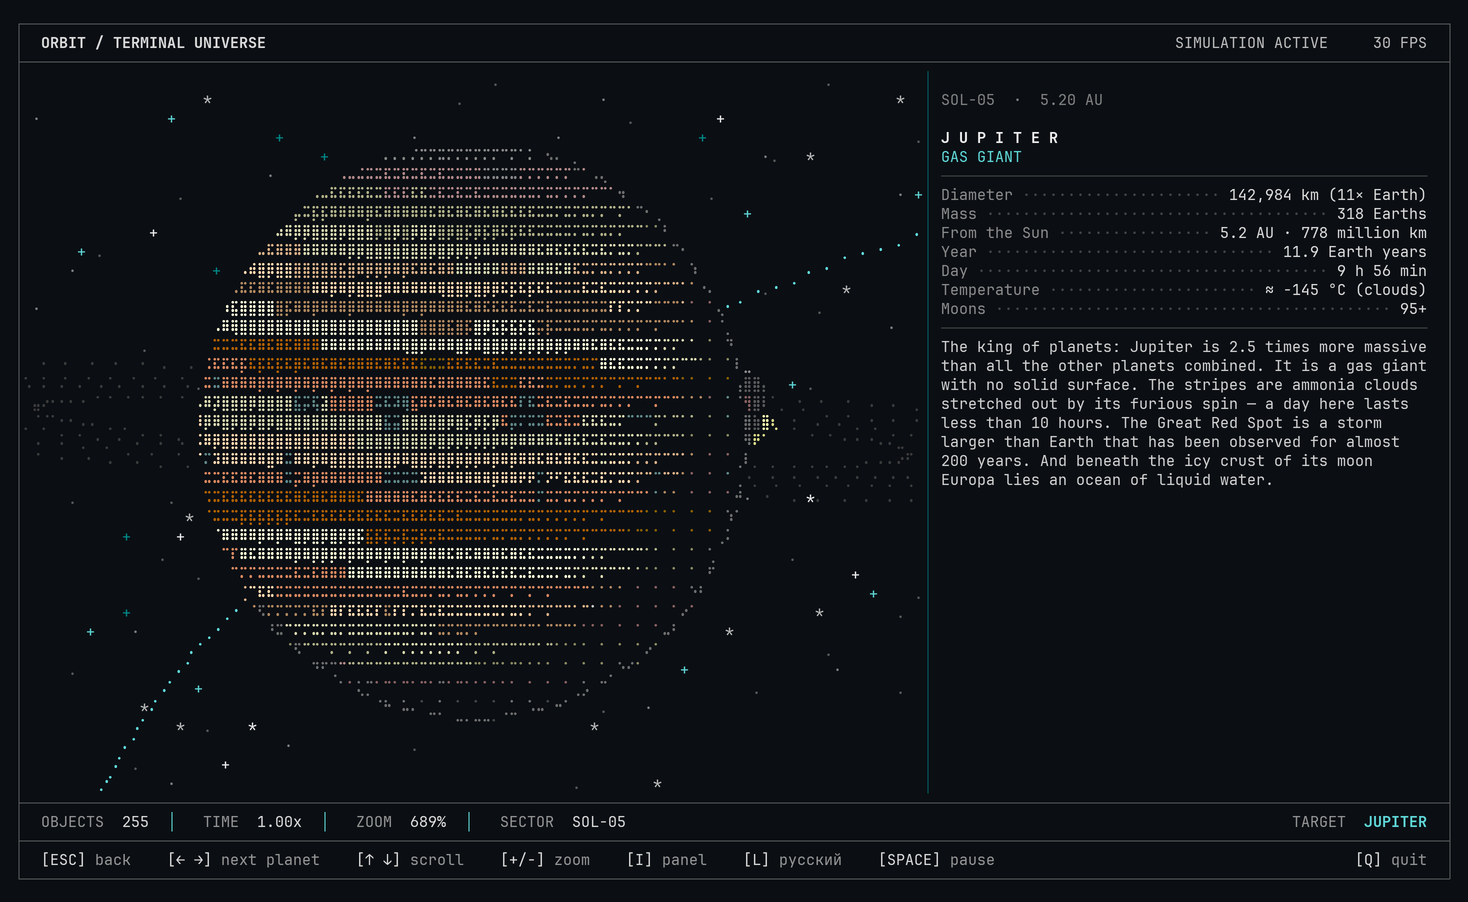 ORBIT / TERMINAL UNIVERSE SIMULATION ACTIVE 30 FPS
SOL-05 · 5.20 AU
JUPITER
GAS GIANT
Diameter 142,984 km (11× Earth)
Mass 318 Earths
From the Sun 5.2 AU · 778 million km
Year 11.9 Earth years
Day 9 h 56 min
Temperature ≈ -145 °C (clouds)
Moons 95+
The king of planets: Jupiter is 2.5 times more massive
than all the other planets combined. It is a gas giant
with no solid surface. The stripes are ammonia clouds
stretched out by its furious spin — a day here lasts
less than 10 hours. The Great Red Spot is a storm
larger than Earth that has been observed for almost
200 years. And beneath the icy crust of its moon
Europa lies an ocean of liquid water.
OBJECTS 255 │ TIME 1.00x │ ZOOM 689% │ SECTOR SOL-05 TARGET JUPITER
[ESC] back [← →] next planet [↑ ↓] scroll [+/-] zoom [I] panel [L] русский [SPACE] pause [Q] quit